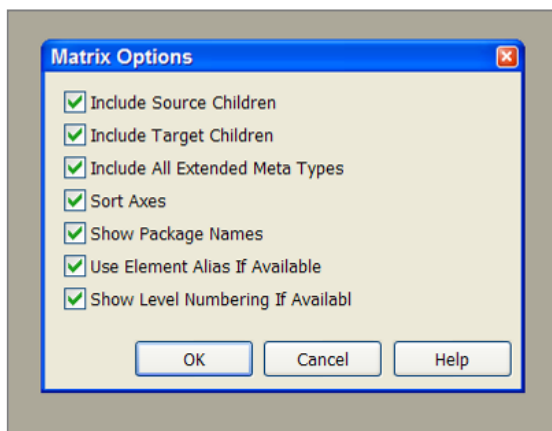 Matrix Options
Include Source Children
Include Target Children
Include All Extended Meta Types
Sort Axes
Show Package Names
Use Element Alias If Available
Show Level Numbering If Availabl
OK Cancel Help